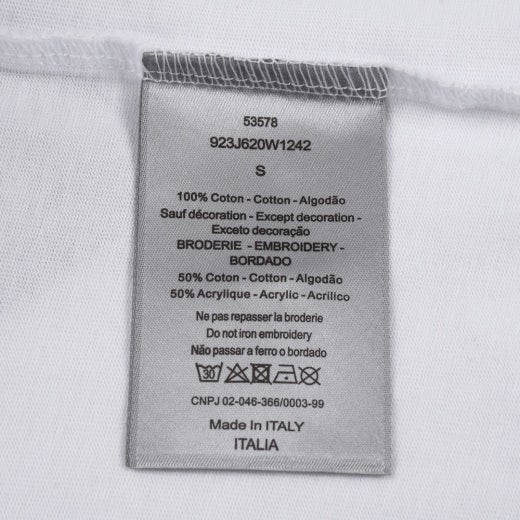 53578
923J620W1242
S
100% Coton - Cotton - Algodão
Sauf décoration - Except decoration -
Exceto decoração
BRODERIE - EMBROIDERY -
BORDADO
50% Coton - Cotton - Algodão
50% Acrylique - Acrylic - Acrilico
Ne pas repasser la broderie
Do not iron embroidery
Não passar a ferro o bordado
30
CNPJ 02-046-366/0003-99
Made In ITALY
ITALIA